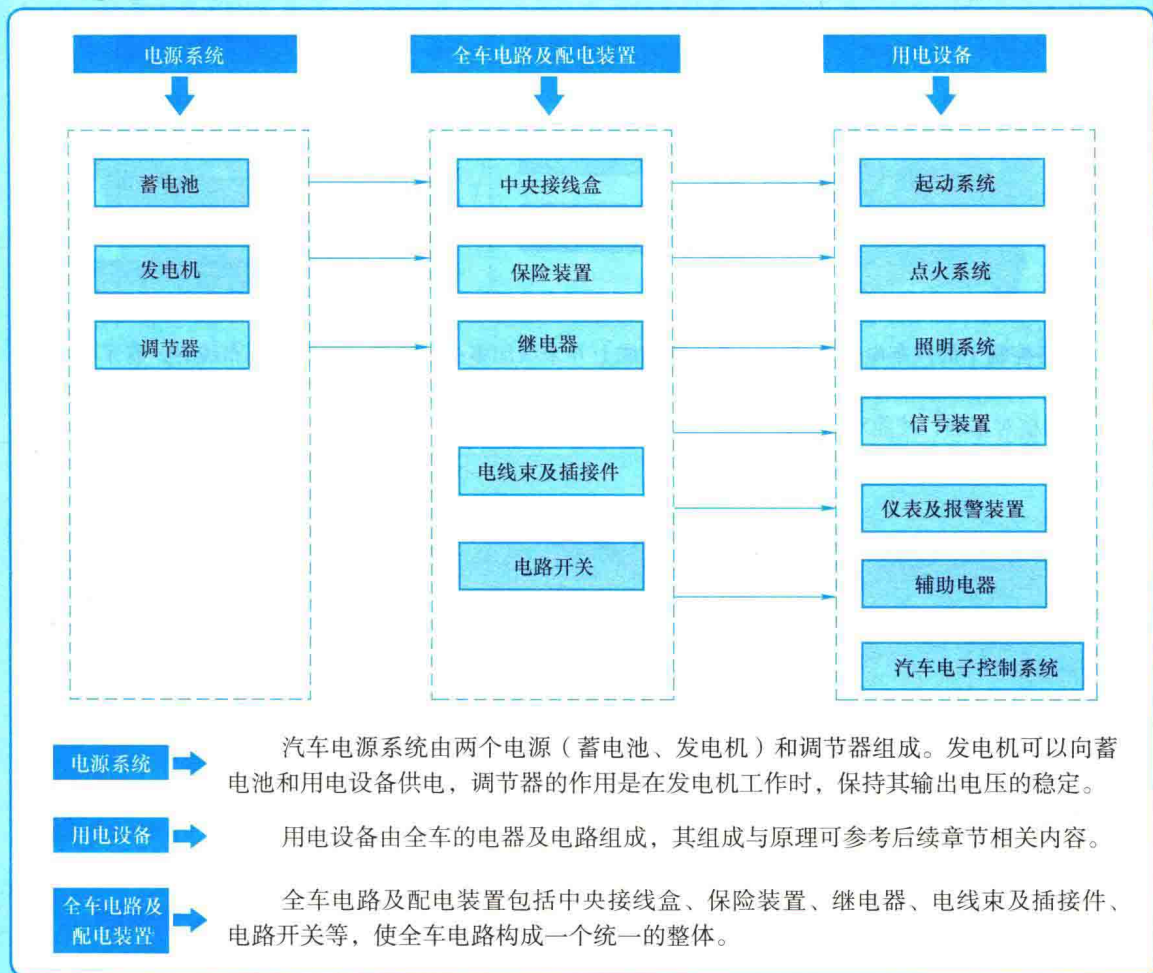 电源系统
全车电路及配电装置
用电设备
蓄电池
中央接线盒
起动系统
发电机
保险装置
点火系统
调节器
继电器
照明系统
信号装置
电线束及插接件
仪表及报警装置
电路开关
辅助电器
汽车电子控制系统
电源系统
汽车电源系统由两个电源（蓄电池、发电机）和调节器组成。发电机可以向蓄
电池和用电设备供电，调节器的作用是在发电机工作时，保持其输出电压的稳定。
用电设备
用电设备由全车的电器及电路组成，其组成与原理可参考后续章节相关内容。
全车电路及
配电装置
全车电路及配电装置包括中央接线盒、保险装置、继电器、电线束及插接件、
电路开关等，使全车电路构成一个统一的整体。